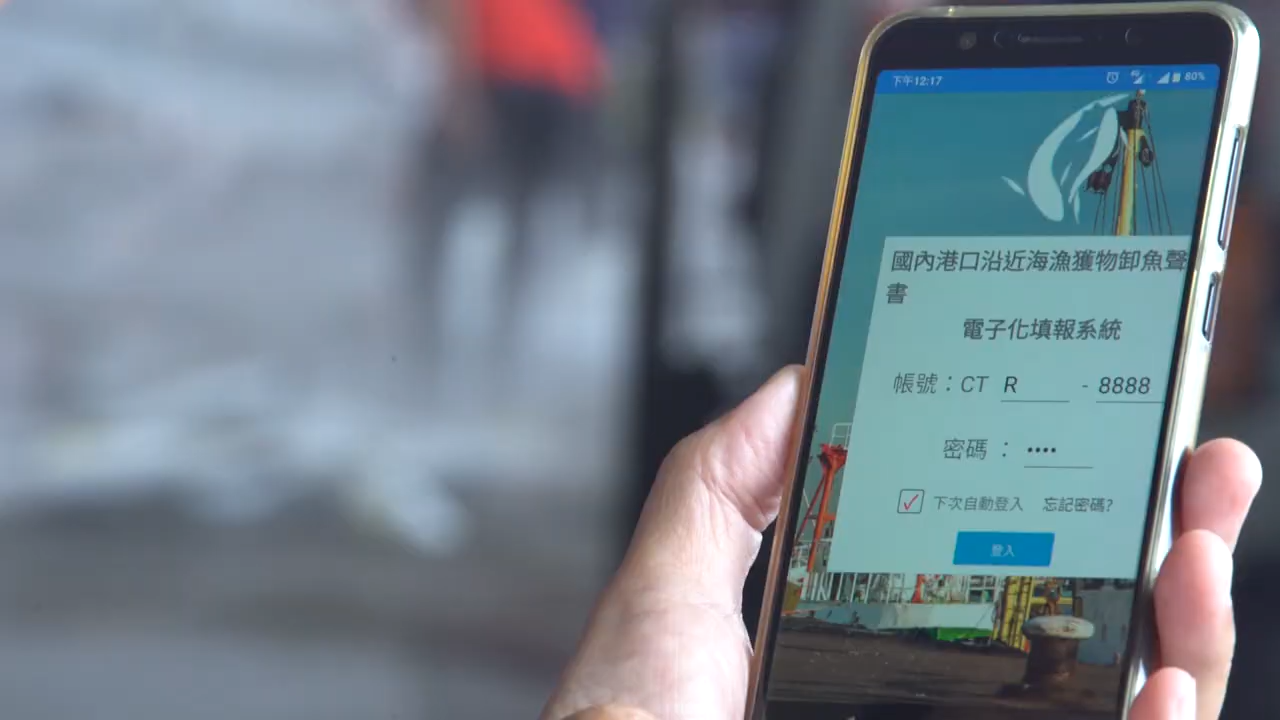 下午12:17 80%
國內港口沿近海漁獲物卸魚聲
書
電子化填報系統
帳號：CT R - 8888
密碼： ••••
下次自動登入 忘記密碼?
登入